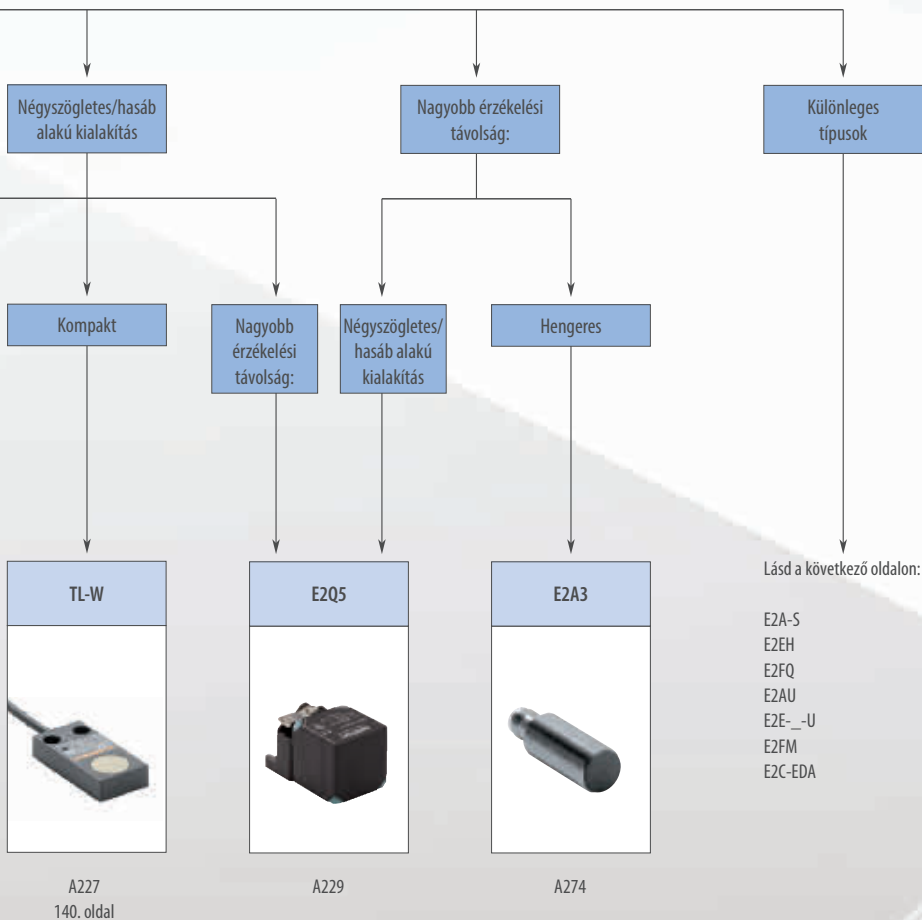 Négyszögletes/hasáb
alakú kialakítás
Nagyobb érzékelési
távolság:
Különleges
típusok
Kompakt
Nagyobb
érzékelési
távolság:
Négyszögletes/
hasáb alakú
kialakítás
Hengeres
TL-W
E2Q5
E2A3
Lásd a következő oldalon:
E2A-S
E2EH
E2FQ
E2AU
E2E-_-U
E2FM
E2C-EDA
A227
140. oldal
A229
A274